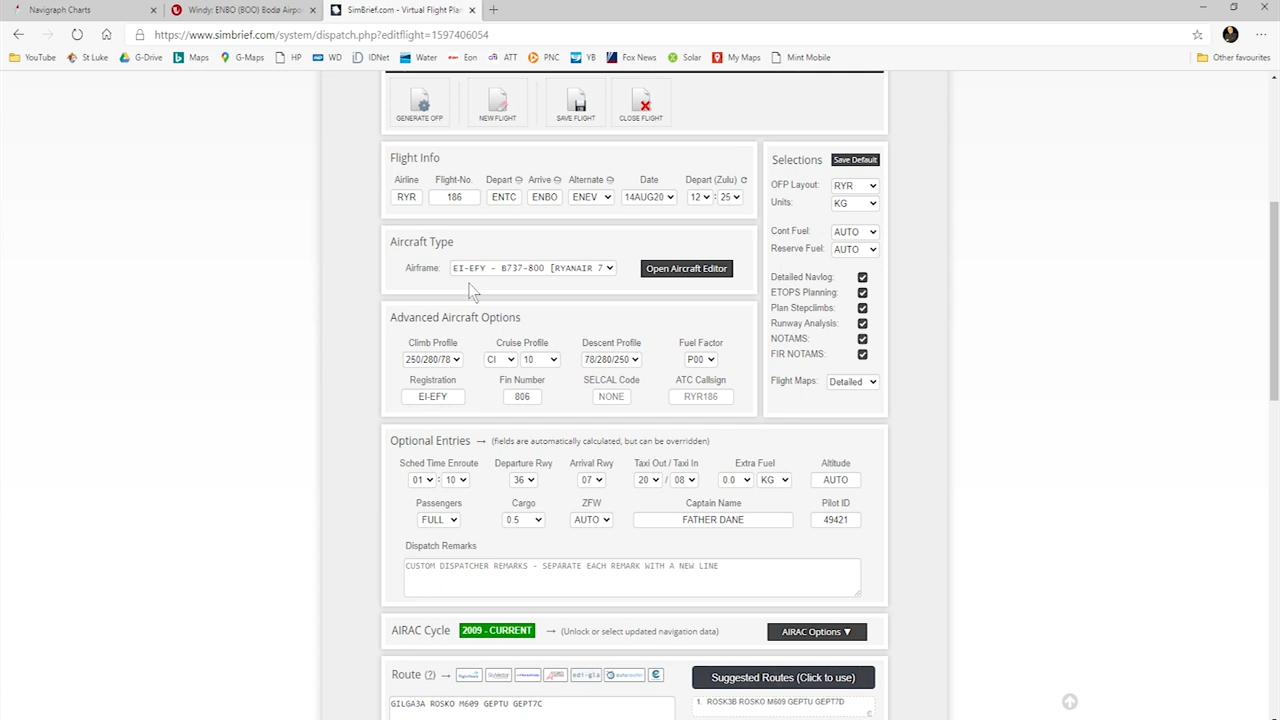 Navigraph Charts
Windy: ENBO (BOO) Bodø Airpo
SimBrief.com - Virtual Flight Pla
https://www.simbrief.com/system/dispatch.php?editflight=1597406054
YouTube St Luke G-Drive Maps G-Maps HP WD IDNet Water Eon ATT PNC YB Fox News Solar My Maps Mint Mobile Other favourites
GENERATE OFP NEW FLIGHT SAVE FLIGHT CLOSE FLIGHT
Flight Info
Airline Flight-No. Depart Arrive Alternate Date Depart (Zulu)
RYR 186 ENTC ENBO ENEV 14AUG20 12 : 25
Selections Save Default
OFP Layout: RYR
Units: KG
Cont Fuel: AUTO
Reserve Fuel: AUTO
Detailed Navlog:
ETOPS Planning:
Plan Stepclimbs:
Runway Analysis:
NOTAMS:
FIR NOTAMS:
Flight Maps: Detailed
Aircraft Type
Airframe: EI-EFY - B737-800 [RYANAIR 7 Open Aircraft Editor
Advanced Aircraft Options
Climb Profile Cruise Profile Descent Profile Fuel Factor
250/280/78 CI 10 78/280/250 P00
Registration Fin Number SELCAL Code ATC Callsign
EI-EFY 806 NONE RYR186
Optional Entries → (fields are automatically calculated, but can be overridden)
Sched Time Enroute Departure Rwy Arrival Rwy Taxi Out / Taxi In Extra Fuel Altitude
01 : 10 36 07 20 / 08 0.0 KG AUTO
Passengers Cargo ZFW Captain Name Pilot ID
FULL 0.5 AUTO FATHER DANE 49421
Dispatch Remarks
CUSTOM DISPATCHER REMARKS - SEPARATE EACH REMARK WITH A NEW LINE
AIRAC Cycle 2009 - CURRENT → (Unlock or select updated navigation data) AIRAC Options ▼
Route (?) → Suggested Routes (Click to use)
GILGA3A ROSKO M609 GEPTU GEPT7C
1. ROSK3B ROSKO M609 GEPTU GEPT7D